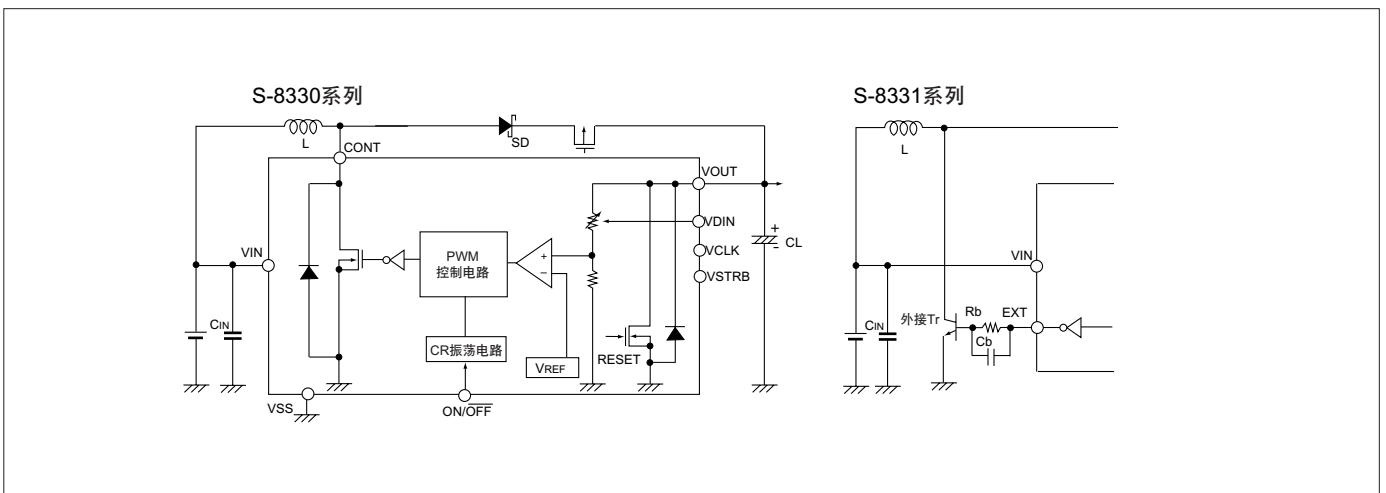 S-8330系列
L
SD
CONT
VOUT
VDIN
VCLK
VSTRB
VIN
PWM
控制电路
+
−
+
-
CL
CIN
CR振荡电路
VREF
RESET
VSS
ON/OFF
S-8331系列
L
VIN
CIN
外接Tr
Rb
EXT
Cb